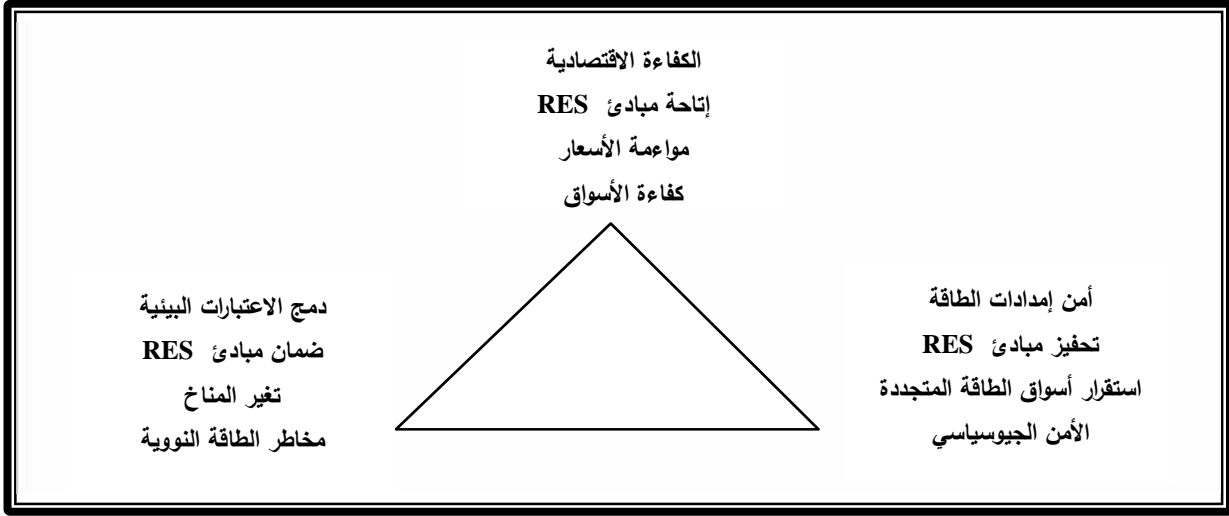 الكفاءة الاقتصادية
إتاحة مبادئ RES
مواءمة الأسعار
كفاءة الأسواق
أمن إمدادات الطاقة
تحفيز مبادئ RES
استقرار أسواق الطاقة المتجددة
الأمن الجيوسياسي
دمج الاعتبارات البيئية
ضمان مبادئ RES
تغير المناخ
مخاطر الطاقة النووية